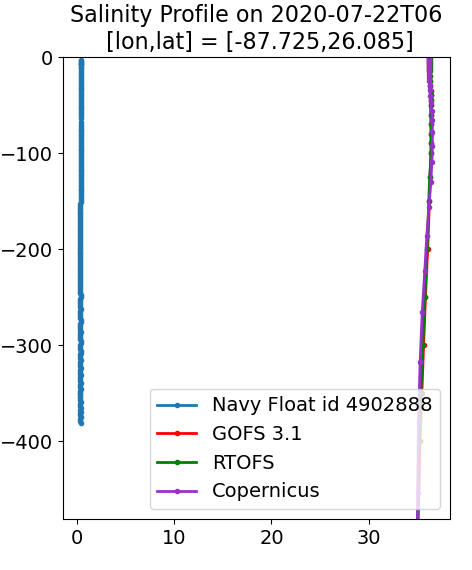 Salinity Profile on 2020-07-22T06
[lon,lat] = [-87.725,26.085]
0
−100
−200
−300
−400
Navy Float id 4902888
GOFS 3.1
RTOFS
Copernicus
0 10 20 30